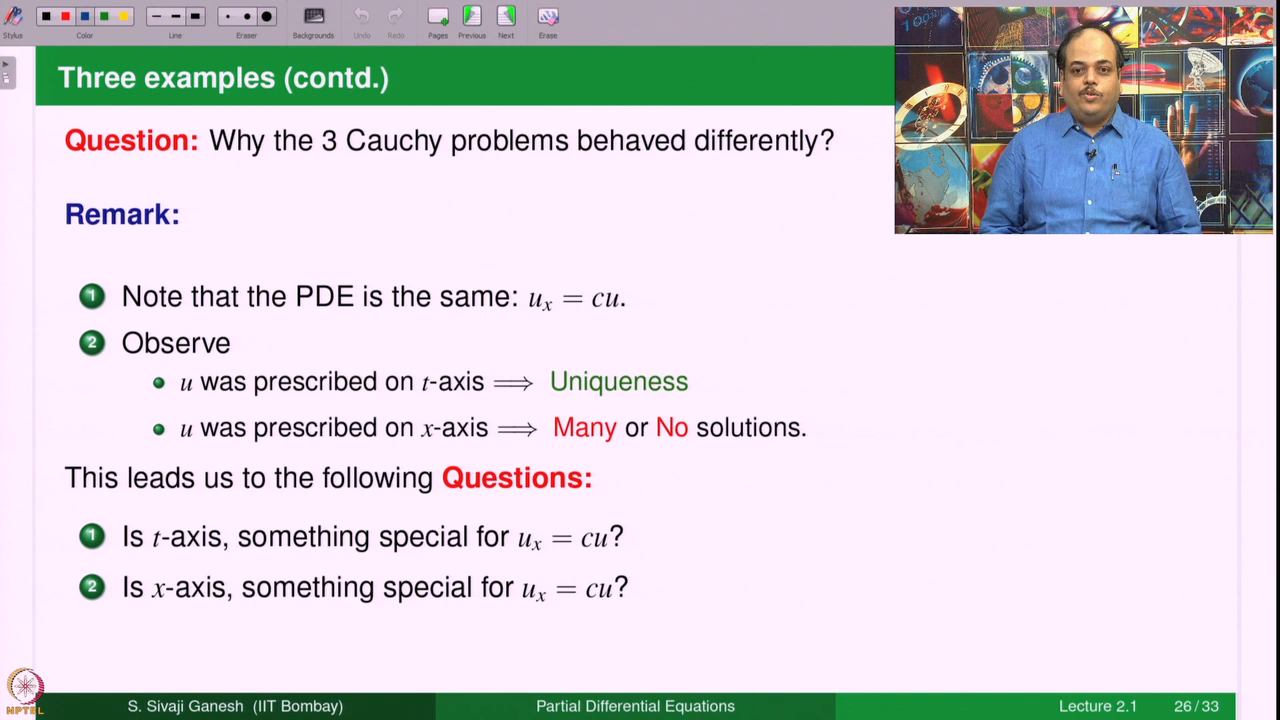 Stylus
Color
Line
Eraser
Backgrounds
Undo
Redo
Pages
Previous
Next
Erase
Three examples (contd.)
Question: Why the 3 Cauchy problems behaved differently?
Remark:
1 Note that the PDE is the same: uₓ = cu.
2 Observe
• u was prescribed on t-axis ⟹ Uniqueness
• u was prescribed on x-axis ⟹ Many or No solutions.
This leads us to the following Questions:
1 Is t-axis, something special for uₓ = cu?
2 Is x-axis, something special for uₓ = cu?
NPTEL
S. Sivaji Ganesh (IIT Bombay) Partial Differential Equations Lecture 2.1 26/33